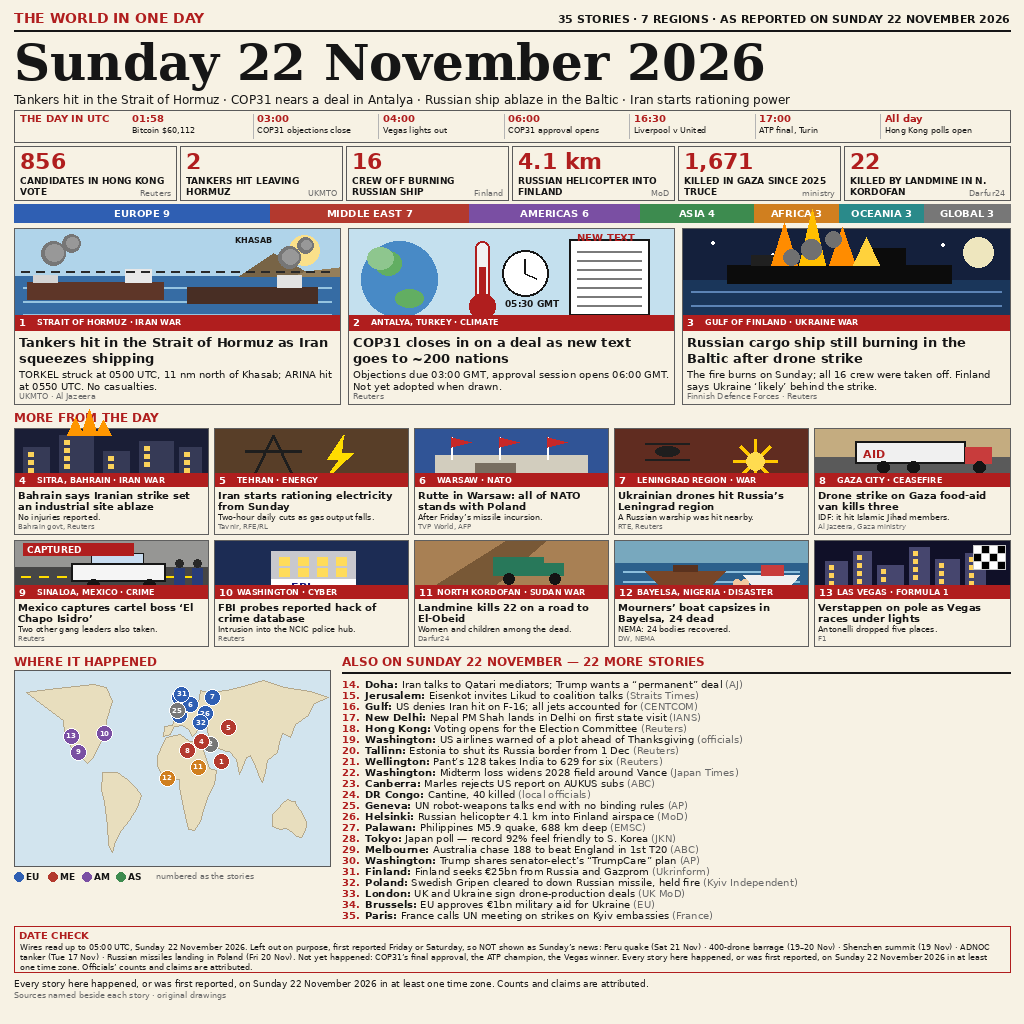 THE WORLD IN ONE DAY
35 STORIES · 7 REGIONS · AS REPORTED ON SUNDAY 22 NOVEMBER 2026
Sunday 22 November 2026
Tankers hit in the Strait of Hormuz · COP31 nears a deal in Antalya · Russian ship ablaze in the Baltic · Iran starts rationing power
THE DAY IN UTC
01:58
Bitcoin $60,112
03:00
COP31 objections close
04:00
Vegas lights out
06:00
COP31 approval opens
16:30
Liverpool v United
17:00
ATP final, Turin
All day
Hong Kong polls open
856
CANDIDATES IN HONG KONG
VOTE
Reuters
2
TANKERS HIT LEAVING
HORMUZ
UKMTO
16
CREW OFF BURNING
RUSSIAN SHIP
Finland
4.1 km
RUSSIAN HELICOPTER INTO
FINLAND
MoD
1,671
KILLED IN GAZA SINCE 2025
TRUCE
ministry
22
KILLED BY LANDMINE IN N.
KORDOFAN
Darfur24
EUROPE 9
MIDDLE EAST 7
AMERICAS 6
ASIA 4
AFRICA 3
OCEANIA 3
GLOBAL 3
KHASAB
1 STRAIT OF HORMUZ · IRAN WAR
Tankers hit in the Strait of Hormuz as Iran
squeezes shipping
TORKEL struck at 0500 UTC, 11 nm north of Khasab; ARINA hit
at 0550 UTC. No casualties.
UKMTO · Al Jazeera
NEW TEXT
05:30 GMT
2 ANTALYA, TURKEY · CLIMATE
COP31 closes in on a deal as new text
goes to ~200 nations
Objections due 03:00 GMT, approval session opens 06:00 GMT.
Not yet adopted when drawn.
Reuters
3 GULF OF FINLAND · UKRAINE WAR
Russian cargo ship still burning in the
Baltic after drone strike
The fire burns on Sunday; all 16 crew were taken off. Finland
says Ukraine ‘likely’ behind the strike.
Finnish Defence Forces · Reuters
MORE FROM THE DAY
4 SITRA, BAHRAIN · IRAN WAR
Bahrain says Iranian strike set
an industrial site ablaze
No injuries reported.
Bahrain govt, Reuters
5 TEHRAN · ENERGY
Iran starts rationing electricity
from Sunday
Two-hour daily cuts as gas output falls.
Tavnir, RFE/RL
6 WARSAW · NATO
Rutte in Warsaw: all of NATO
stands with Poland
After Friday’s missile incursion.
TVP World, AFP
7 LENINGRAD REGION · WAR
Ukrainian drones hit Russia’s
Leningrad region
A Russian warship was hit nearby.
RTE, Reuters
AID
8 GAZA CITY · CEASEFIRE
Drone strike on Gaza food-aid
van kills three
IDF: it hit Islamic Jihad members.
Al Jazeera, Gaza ministry
CAPTURED
9 SINALOA, MEXICO · CRIME
Mexico captures cartel boss ‘El
Chapo Isidro’
Two other gang leaders also taken.
Reuters
FBI
10 WASHINGTON · CYBER
FBI probes reported hack of
crime database
Intrusion into the NCIC police hub.
Reuters
11 NORTH KORDOFAN · SUDAN WAR
Landmine kills 22 on a road to
El-Obeid
Women and children among the dead.
Darfur24
12 BAYELSA, NIGERIA · DISASTER
Mourners’ boat capsizes in
Bayelsa, 24 dead
NEMA: 24 bodies recovered.
DW, NEMA
13 LAS VEGAS · FORMULA 1
Verstappen on pole as Vegas
races under lights
Antonelli dropped five places.
F1
WHERE IT HAPPENED
31
7
6
25
26
32
13
10
9
5
4
2
8
1
11
12
EU ME AM AS numbered as the stories
ALSO ON SUNDAY 22 NOVEMBER — 22 MORE STORIES
14. Doha: Iran talks to Qatari mediators; Trump wants a “permanent” deal (AJ)
15. Jerusalem: Eisenkot invites Likud to coalition talks (Straits Times)
16. Gulf: US denies Iran hit on F-16; all jets accounted for (CENTCOM)
17. New Delhi: Nepal PM Shah lands in Delhi on first state visit (IANS)
18. Hong Kong: Voting opens for the Election Committee (Reuters)
19. Washington: US airlines warned of a plot ahead of Thanksgiving (officials)
20. Tallinn: Estonia to shut its Russia border from 1 Dec (Reuters)
21. Wellington: Pant’s 128 takes India to 629 for six (Reuters)
22. Washington: Midterm loss widens 2028 field around Vance (Japan Times)
23. Canberra: Marles rejects US report on AUKUS subs (ABC)
24. DR Congo: Cantine, 40 killed (local officials)
25. Geneva: UN robot-weapons talks end with no binding rules (AP)
26. Helsinki: Russian helicopter 4.1 km into Finland airspace (MoD)
27. Palawan: Philippines M5.9 quake, 688 km deep (EMSC)
28. Tokyo: Japan poll — record 92% feel friendly to S. Korea (JKN)
29. Melbourne: Australia chase 188 to beat England in 1st T20 (ABC)
30. Washington: Trump shares senator-elect’s “TrumpCare” plan (AP)
31. Finland: Finland seeks €25bn from Russia and Gazprom (Ukrinform)
32. Poland: Swedish Gripen cleared to down Russian missile, held fire (Kyiv Independent)
33. London: UK and Ukraine sign drone-production deals (UK MoD)
34. Brussels: EU approves €1bn military aid for Ukraine (EU)
35. Paris: France calls UN meeting on strikes on Kyiv embassies (France)
DATE CHECK
Wires read up to 05:00 UTC, Sunday 22 November 2026. Left out on purpose, first reported Friday or Saturday, so NOT shown as Sunday’s news: Peru quake (Sat 21 Nov) · 400-drone barrage (19–20 Nov) · Shenzhen summit (19 Nov) · ADNOC
tanker (Tue 17 Nov) · Russian missiles landing in Poland (Fri 20 Nov). Not yet happened: COP31’s final approval, the ATP champion, the Vegas winner. Every story here happened, or was first reported, on Sunday 22 November 2026 in at least
one time zone. Officials’ counts and claims are attributed.
Every story here happened, or was first reported, on Sunday 22 November 2026 in at least one time zone. Counts and claims are attributed.
Sources named beside each story · original drawings